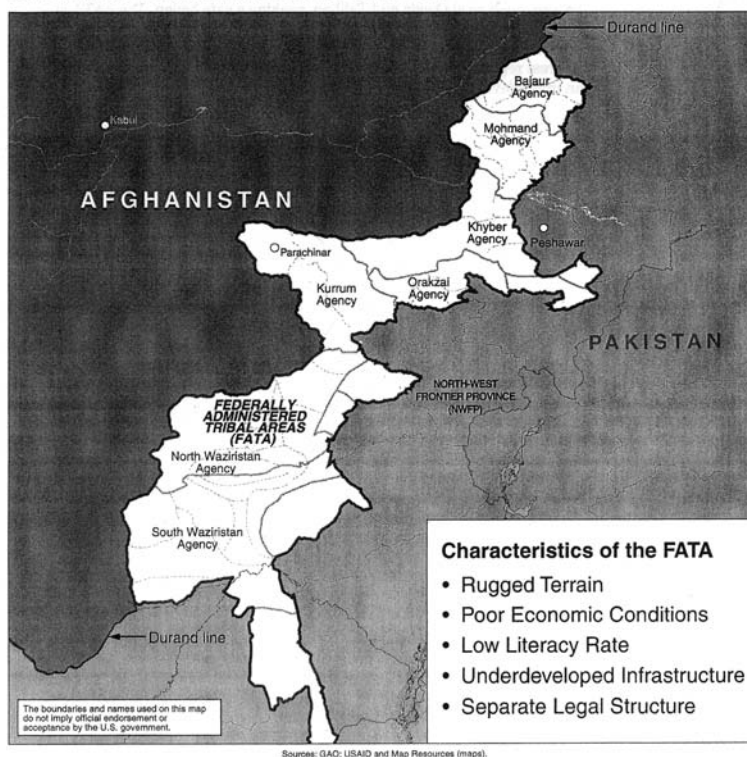 Durand line
Bajaur
Agency
Mohmand
Agency
Kabul
AFGHANISTAN
Khyber
Agency
Peshawar
Parachinar
Kurrum
Agency
Orakzai
Agency
PAKISTAN
NORTH-WEST
FRONTIER PROVINCE
(NWFP)
FEDERALLY
ADMINISTERED
TRIBAL AREAS
(FATA)
North Waziristan
Agency
South Waziristan
Agency
Durand line
The boundaries and names used on this map
do not imply official endorsement or
acceptance by the U.S. government.
Characteristics of the FATA
• Rugged Terrain
• Poor Economic Conditions
• Low Literacy Rate
• Underdeveloped Infrastructure
• Separate Legal Structure
Sources: GAO; USAID and Map Resources (maps).